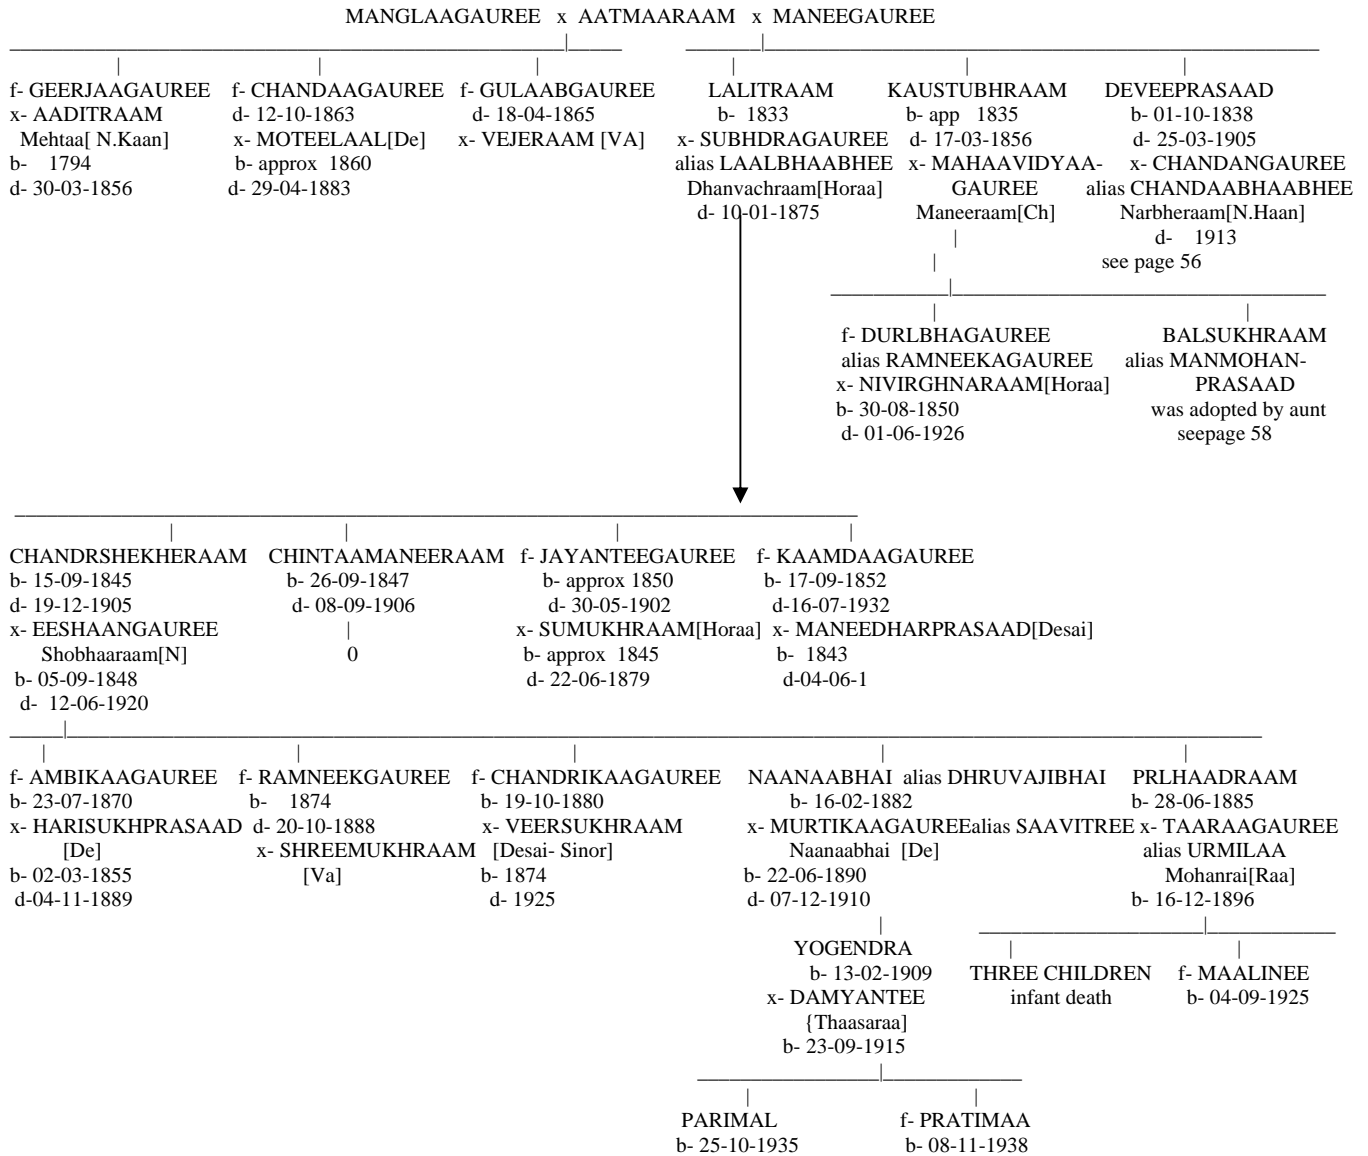 MANGLAAGAUREE x AATMAARAAM x MANEEGAUREE
f- GEERJAAGAUREE f- CHANDAAGAUREE f- GULAABGAUREE LALITRAAM KAUSTUBHRAAM DEVEEPRASAAD
x- AADITRAAM d- 12-10-1863 d- 18-04-1865 b- 1833 b- app 1835 b- 01-10-1838
Mehtaa[ N.Kaan] x- MOTEELAAL[De] x- VEJERAAM [VA] x- SUBHDRAGAUREE d- 17-03-1856 d- 25-03-1905
b- 1794 b- approx 1860 alias LAALBHAABHEE x- MAHAAVIDYAA- x- CHANDANGAUREE
d- 30-03-1856 d- 29-04-1883 Dhanvachraam[Horaa] GAUREE alias CHANDAABHAABHEE
d- 10-01-1875 Maneeraam[Ch] Narbheraam[N.Haan]
d- 1913
see page 56
f- DURLBHAGAUREE BALSUKHRAAM
alias RAMNEEKAGAUREE alias MANMOHAN-
x- NIVIRGHNARAAM[Horaa] PRASAAD
b- 30-08-1850 was adopted by aunt
d- 01-06-1926 seepage 58
CHANDRSHEKHERAAM CHINTAAMANEERAAM f- JAYANTEEGAUREE f- KAAMDAAGAUREE
b- 15-09-1845 b- 26-09-1847 b- approx 1850 b- 17-09-1852
d- 19-12-1905 d- 08-09-1906 d- 30-05-1902 d-16-07-1932
x- EESHAANGAUREE x- SUMUKHRAAM[Horaa] x- MANEEDHARPRASAAD[Desai]
Shobhaaraam[N] 0 b- approx 1845 b- 1843
b- 05-09-1848 d- 22-06-1879 d-04-06-1
d- 12-06-1920
f- AMBIKAAGAUREE f- RAMNEEKGAUREE f- CHANDRIKAAGAUREE NAANAABHAI alias DHRUVAJIBHAI PRLHAADRAAM
b- 23-07-1870 b- 1874 b- 19-10-1880 b- 16-02-1882 b- 28-06-1885
x- HARISUKHPRASAAD d- 20-10-1888 x- VEERSUKHRAAM x- MURTIKAAGAUREEalias SAAVITREE x- TAARAAGAUREE
[De] x- SHREEMUKHRAAM [Desai- Sinor] Naanaabhai [De] alias URMILAA
b- 02-03-1855 [Va] b- 1874 b- 22-06-1890 Mohanrai[Raa]
d-04-11-1889 d- 1925 d- 07-12-1910 b- 16-12-1896
YOGENDRA THREE CHILDREN f- MAALINEE
b- 13-02-1909 infant death b- 04-09-1925
x- DAMYANTEE
{Thaasaraa]
b- 23-09-1915
PARIMAL f- PRATIMAA
b- 25-10-1935 b- 08-11-1938